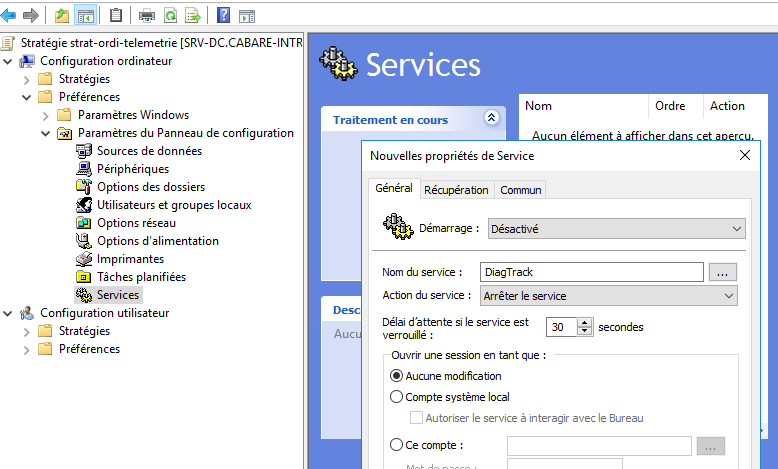 Stratégie strat-ordi-telemetrie [SRV-DC.CABARE-INTR
Configuration ordinateur
Stratégies
Préférences
Paramètres Windows
Paramètres du Panneau de configuration
Sources de données
Périphériques
Options des dossiers
Utilisateurs et groupes locaux
Options réseau
Options d'alimentation
Imprimantes
Tâches planifiées
Services
Configuration utilisateur
Stratégies
Préférences
Services
Traitement en cours
Nom Ordre Action
Aucun élément à afficher dans cet aperçu.
Desc
Aucu
Nouvelles propriétés de Service
Général Récupération Commun
Démarrage : Désactivé
Nom du service : DiagTrack ...
Action du service : Arrêter le service
Délai d'attente si le service est
verrouillé : 30 secondes
Ouvrir une session en tant que :
Aucune modification
Compte système local
Autoriser le service à interagir avec le Bureau
Ce compte : ...
Mot de passe :